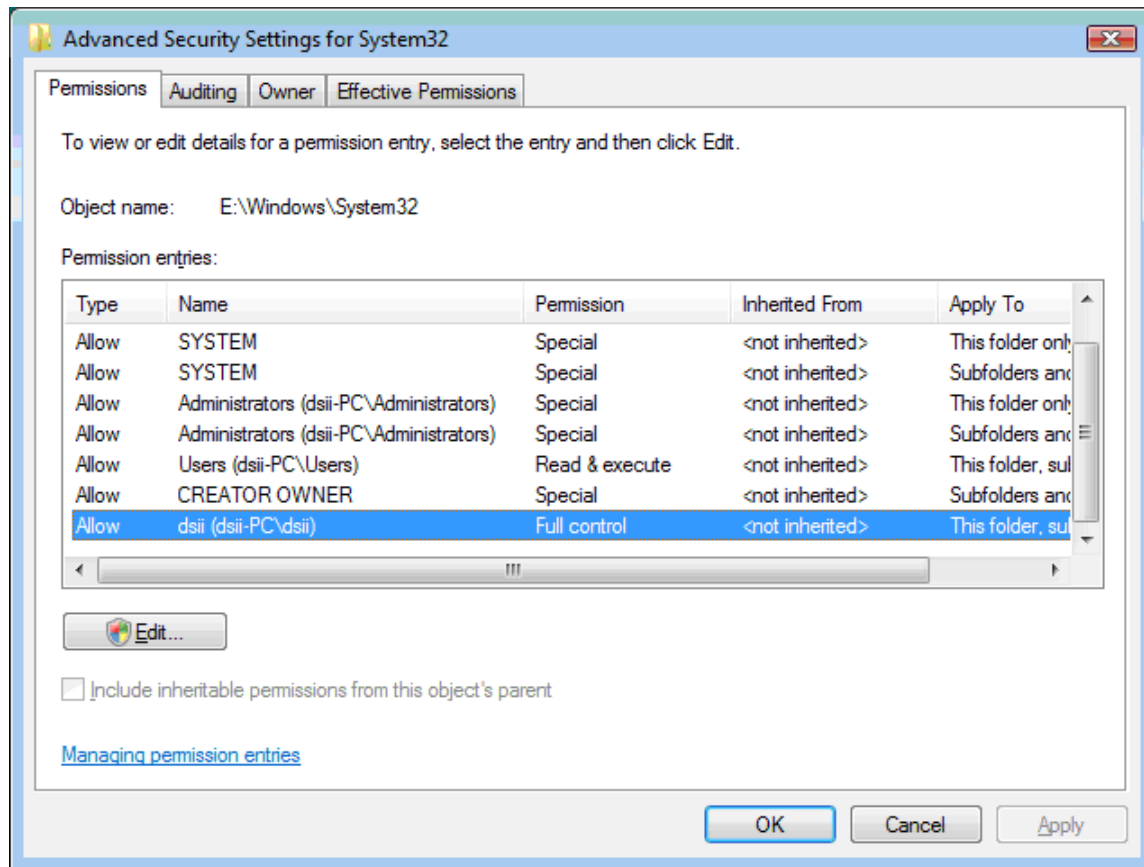 Advanced Security Settings for System32
Permissions Auditing Owner Effective Permissions
To view or edit details for a permission entry, select the entry and then click Edit.
Object name: E:\Windows\System32
Permission entries:
Type Name Permission Inherited From Apply To
Allow SYSTEM Special <not inherited> This folder only
Allow SYSTEM Special <not inherited> Subfolders and
Allow Administrators (dsii-PC\Administrators) Special <not inherited> This folder only
Allow Administrators (dsii-PC\Administrators) Special <not inherited> Subfolders and
Allow Users (dsii-PC\Users) Read & execute <not inherited> This folder, sul
Allow CREATOR OWNER Special <not inherited> Subfolders and
Allow dsii (dsii-PC\dsii) Full control <not inherited> This folder, sul
Edit...
Include inheritable permissions from this object's parent
Managing permission entries
OK Cancel Apply